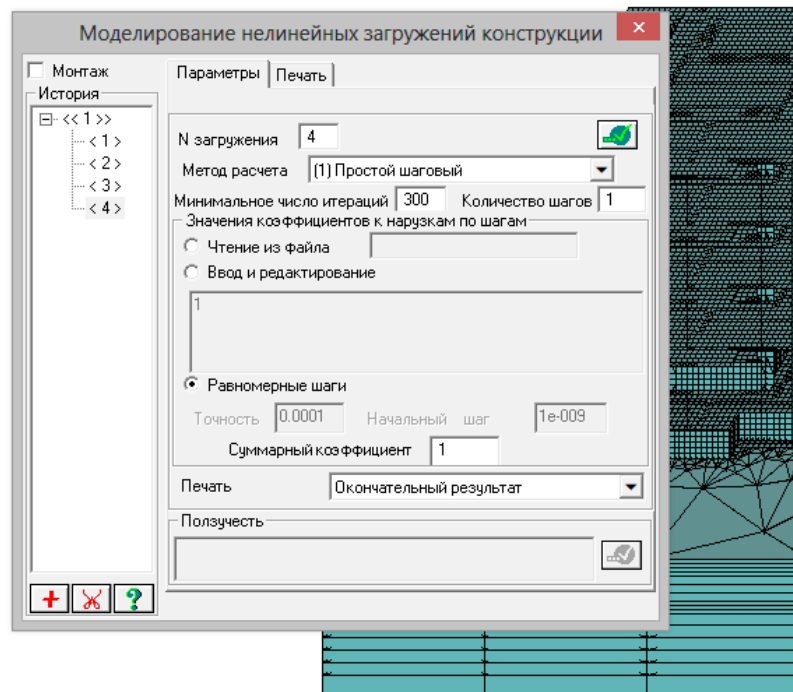 Моделирование нелинейных загружений конструкции
Монтаж
История
<< 1 >>
< 1 >
< 2 >
< 3 >
< 4 >
Параметры Печать
N загружения 4
Метод расчета (1) Простой шаговый
Минимальное число итераций 300 Количество шагов 1
Значения коэффициентов к нарузкам по шагам
Чтение из файла
Ввод и редактирование
1
Равномерные шаги
Точность 0.0001 Начальный шаг 1e-009
Суммарный коэффициент 1
Печать Окончательный результат
Ползучесть